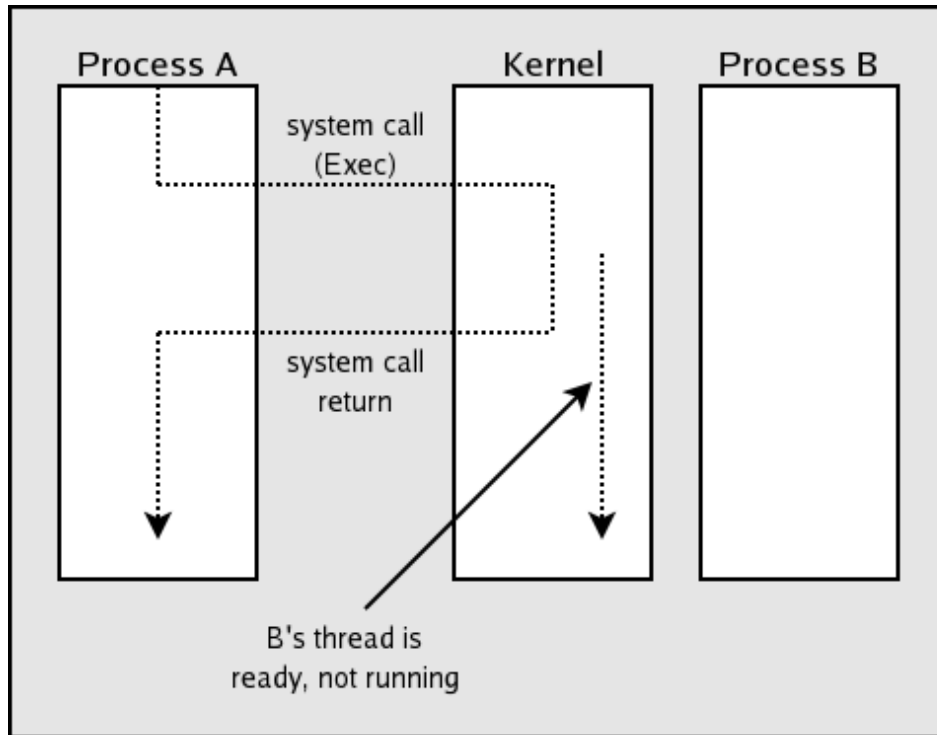 Process A
Kernel
Process B
system call
(Exec)
system call
return
B's thread is
ready, not running